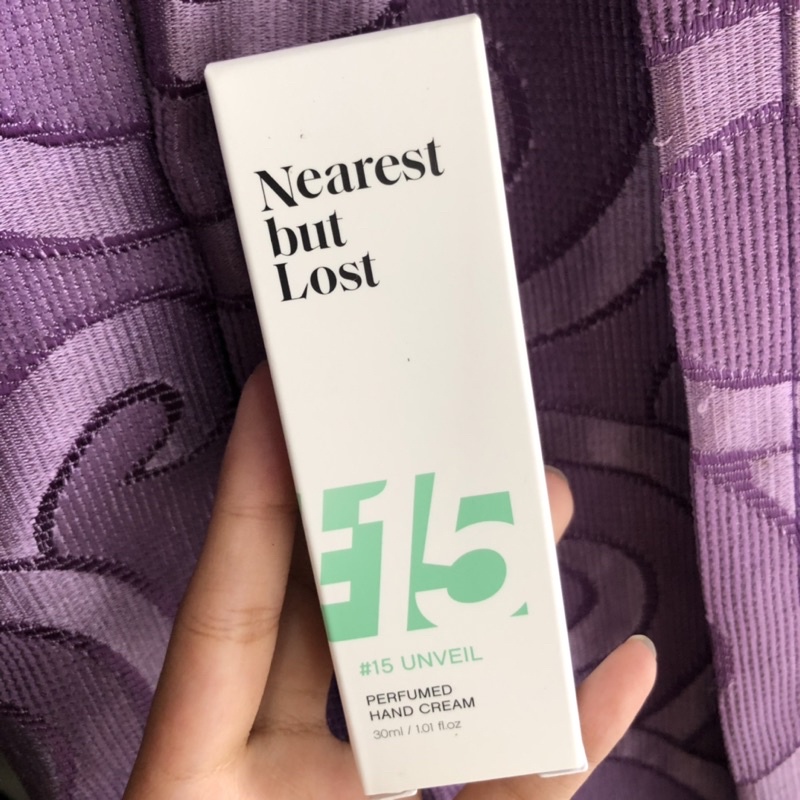 Nearest
but
Lost
#15
#15 UNVEIL
PERFUMED
HAND CREAM
30ml / 1.01 fl.oz